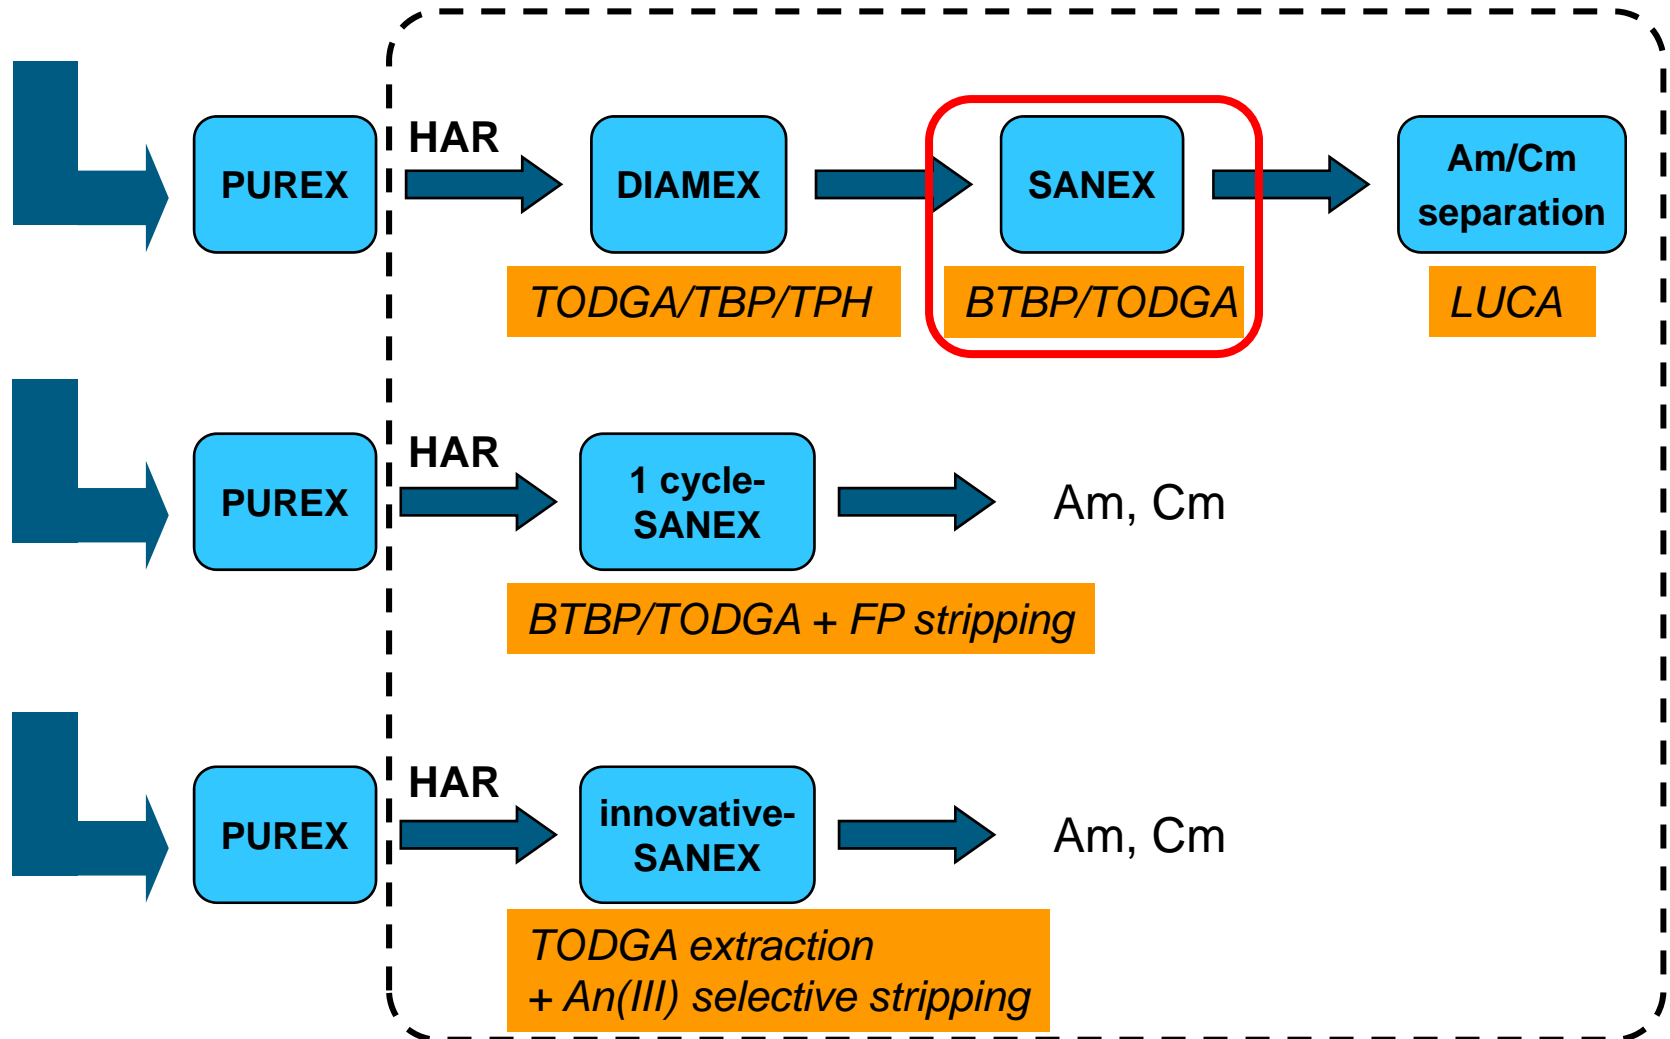 HAR
PUREX
DIAMEX
SANEX
Am/Cm
separation
TODGA/TBP/TPH
BTBP/TODGA
LUCA
HAR
PUREX
1 cycle-
SANEX
Am, Cm
BTBP/TODGA + FP stripping
HAR
PUREX
innovative-
SANEX
Am, Cm
TODGA extraction
+ An(III) selective stripping